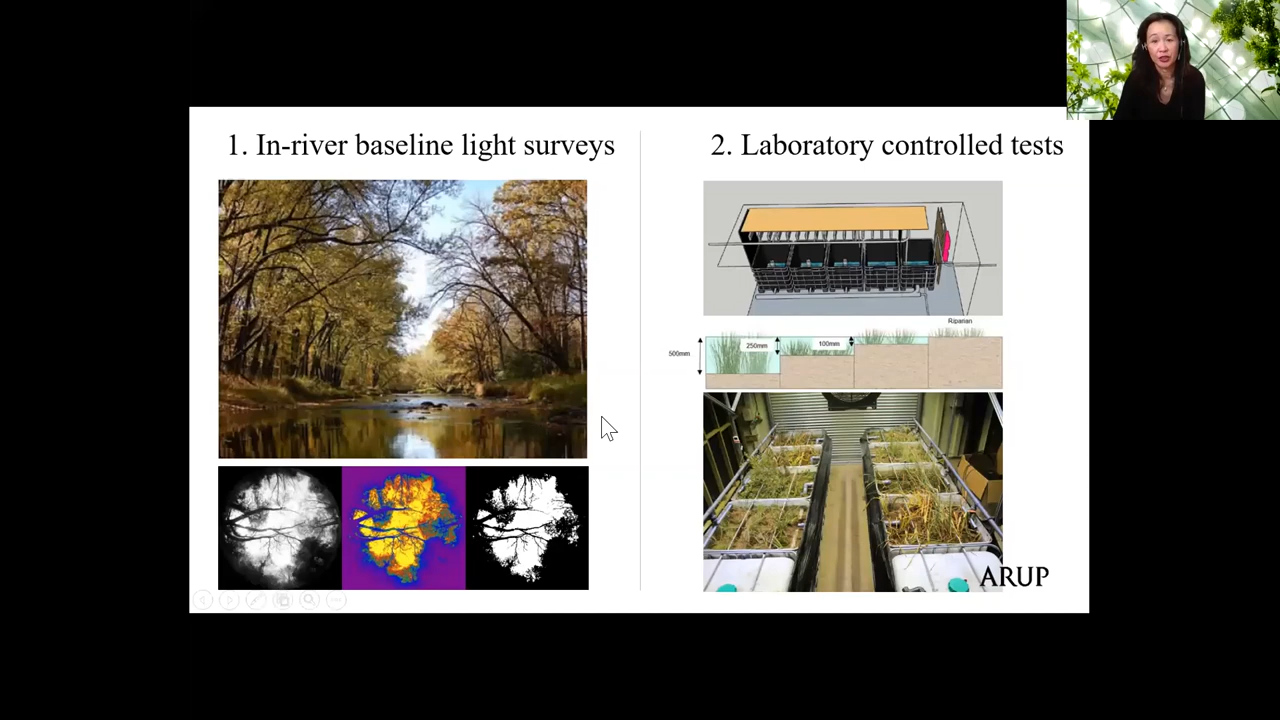 1. In-river baseline light surveys
2. Laboratory controlled tests
Riparian
500mm
250mm
100mm
ARUP